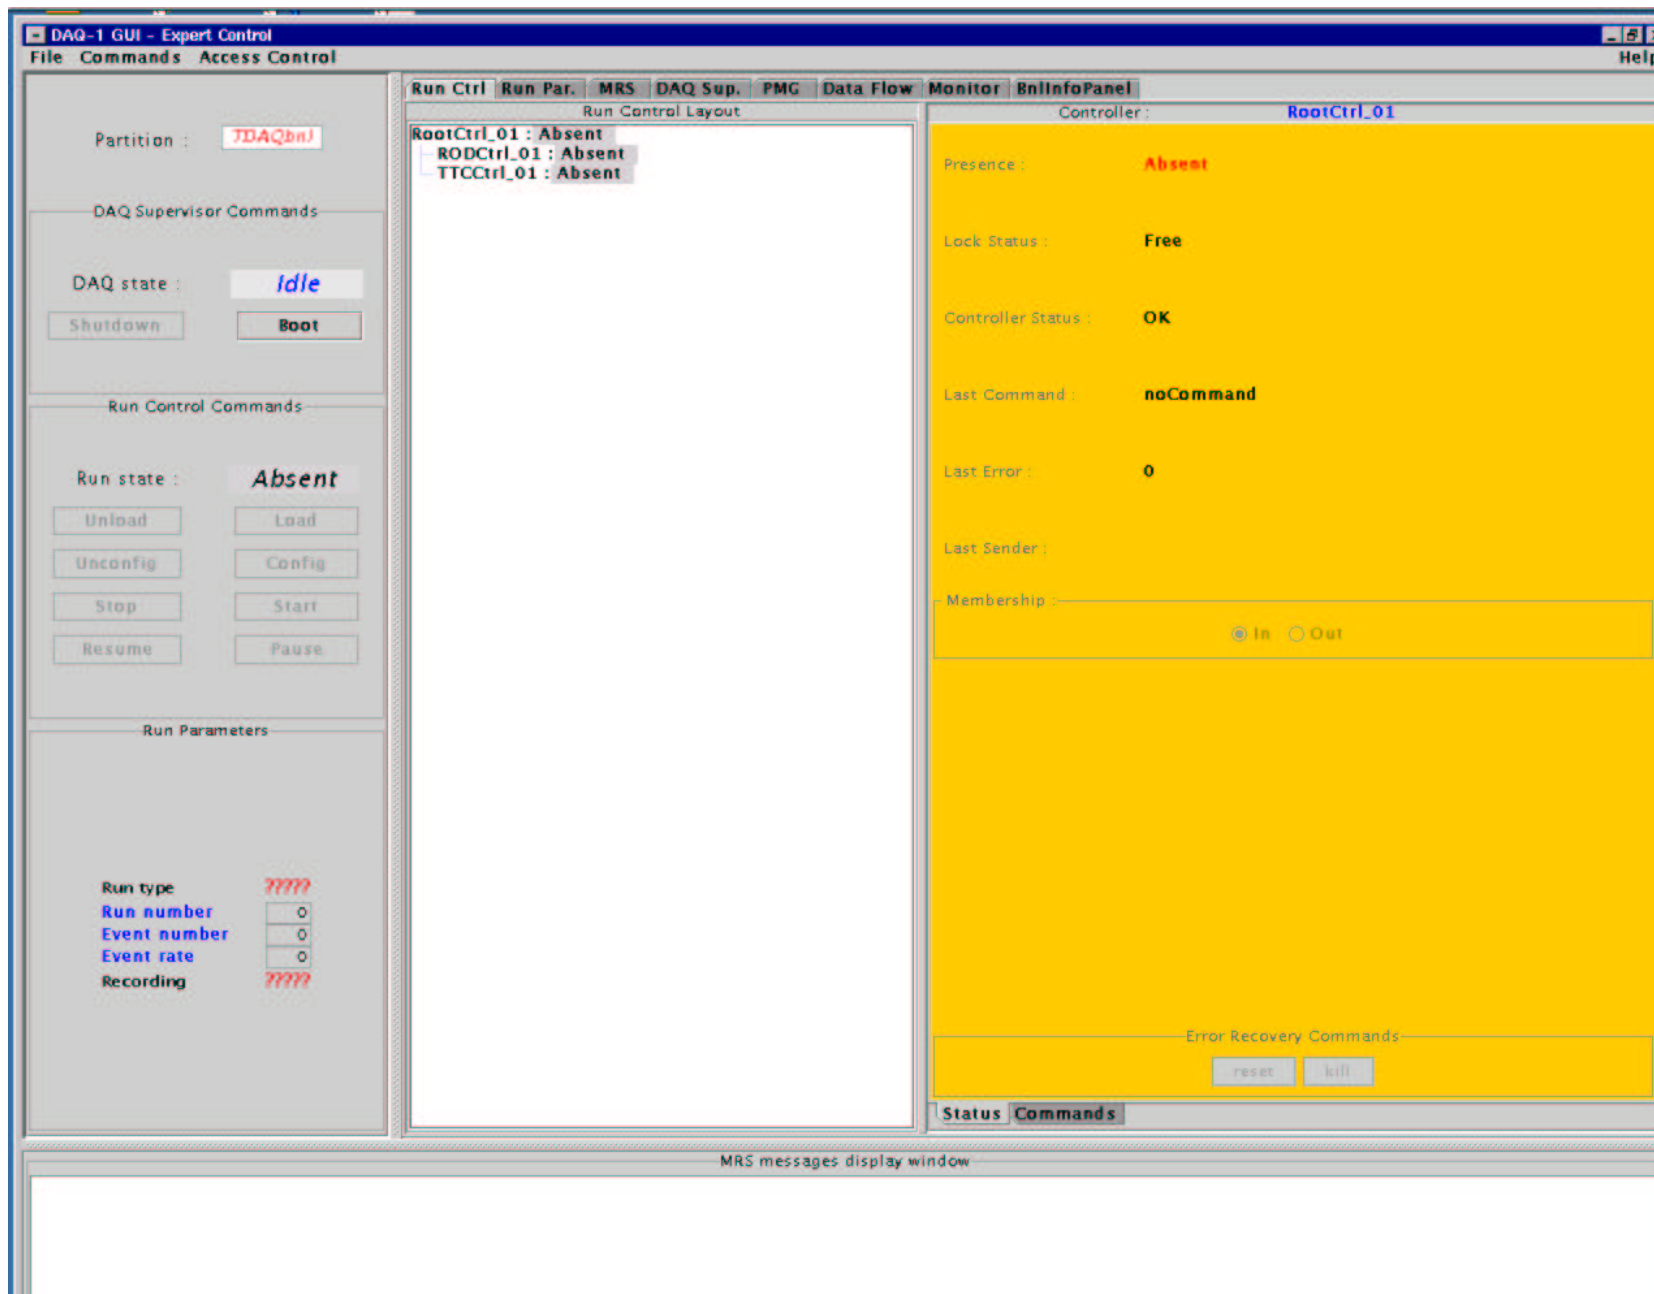 DAQ-1 GUI - Expert Control
File Commands Access Control Help
Partition : TDAQbnl
DAQ Supervisor Commands
DAQ state : Idle
Shutdown Boot
Run Control Commands
Run state : Absent
Unload Load
Unconfig Config
Stop Start
Resume Pause
Run Parameters
Run type ?????
Run number 0
Event number 0
Event rate 0
Recording ?????
Run Ctrl Run Par. MRS DAQ Sup. PMG Data Flow Monitor BnlInfoPanel
Run Control Layout
RootCtrl_01 : Absent
RODCtrl_01 : Absent
TTCCtrl_01 : Absent
Controller : RootCtrl_01
Presence : Absent
Lock Status : Free
Controller Status : OK
Last Command : noCommand
Last Error : 0
Last Sender :
Membership :
In Out
Error Recovery Commands
reset kill
Status Commands
MRS messages display window